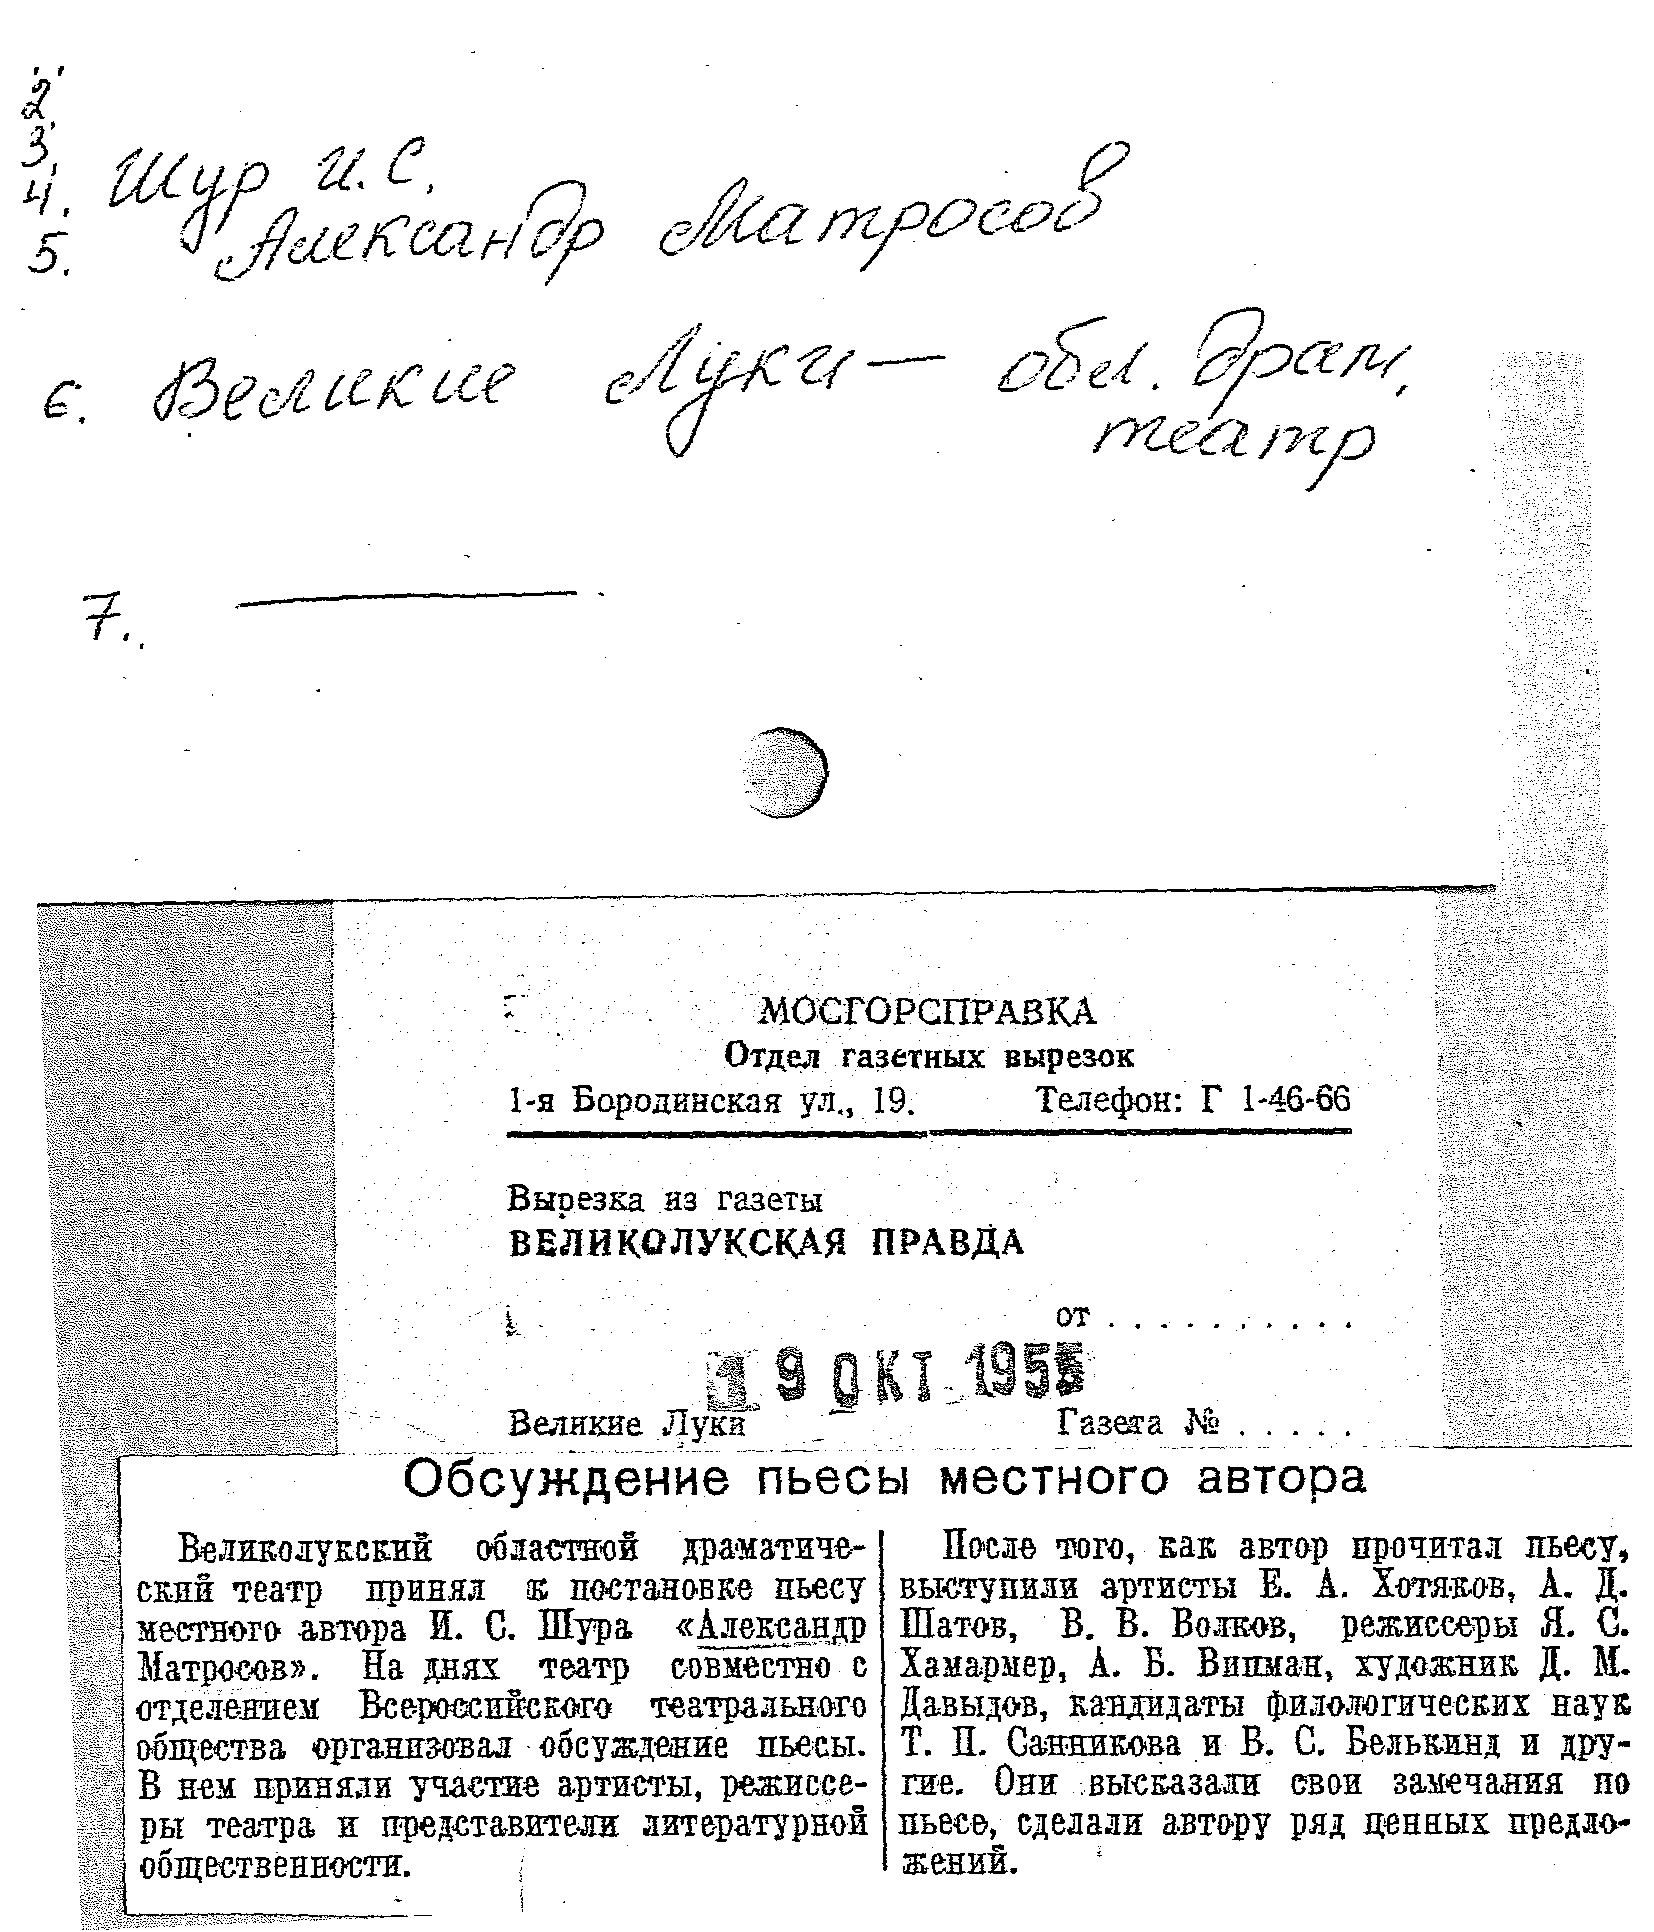 2.
3.
4. Шур И. С.
5. Александр Матросов
6. Великие Луки — обл. драм.
театр
7.
МОСГОРСПРАВКА
Отдел газетных вырезок
1-я Бородинская ул., 19. Телефон: Г 1-46-66
Вырезка из газеты
ВЕЛИКОЛУКСКАЯ ПРАВДА
от . . . . . . . . . .
9 ОКТ
Великие Луки Газета № . . . . .
Обсуждение пьесы местного автора
Великолукский областной драматиче-
ский театр принял к постановке пьесу
местного автора И. С. Шура «Александр
Матросов». На днях театр совместно с
отделением Всероссийского театрального
общества организовал обсуждение пьесы.
В нем приняли участие артисты, режиссе-
ры театра и представители литературной
общественности.
После того, как автор прочитал пьесу,
выступили артисты Е. А. Хотяков, А. Д.
Шатов, В. В. Волков, режиссеры Я. С.
Хамармер, А. Б. Випман, художник Д. М.
Давыдов, кандидаты филологических наук
Т. П. Санникова и В. С. Белькинд и дру-
гие. Они высказали свои замечания по
пьесе, сделали автору ряд ценных предло-
жений.